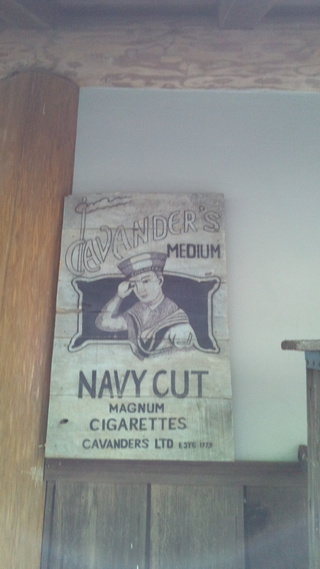 CAVANDER'S
MEDIUM
NAVY CUT
MAGNUM
CIGARETTES
CAVANDERS LTD ESTD 1775